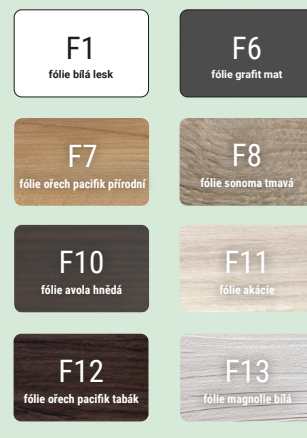 F1
fólie bílá lesk
F6
fólie grafit mat
F7
fólie ořech pacifik přírodní
F8
fólie sonoma tmavá
F10
fólie avola hnědá
F11
fólie akácie
F12
fólie ořech pacifik tabák
F13
fólie magnolie bílá